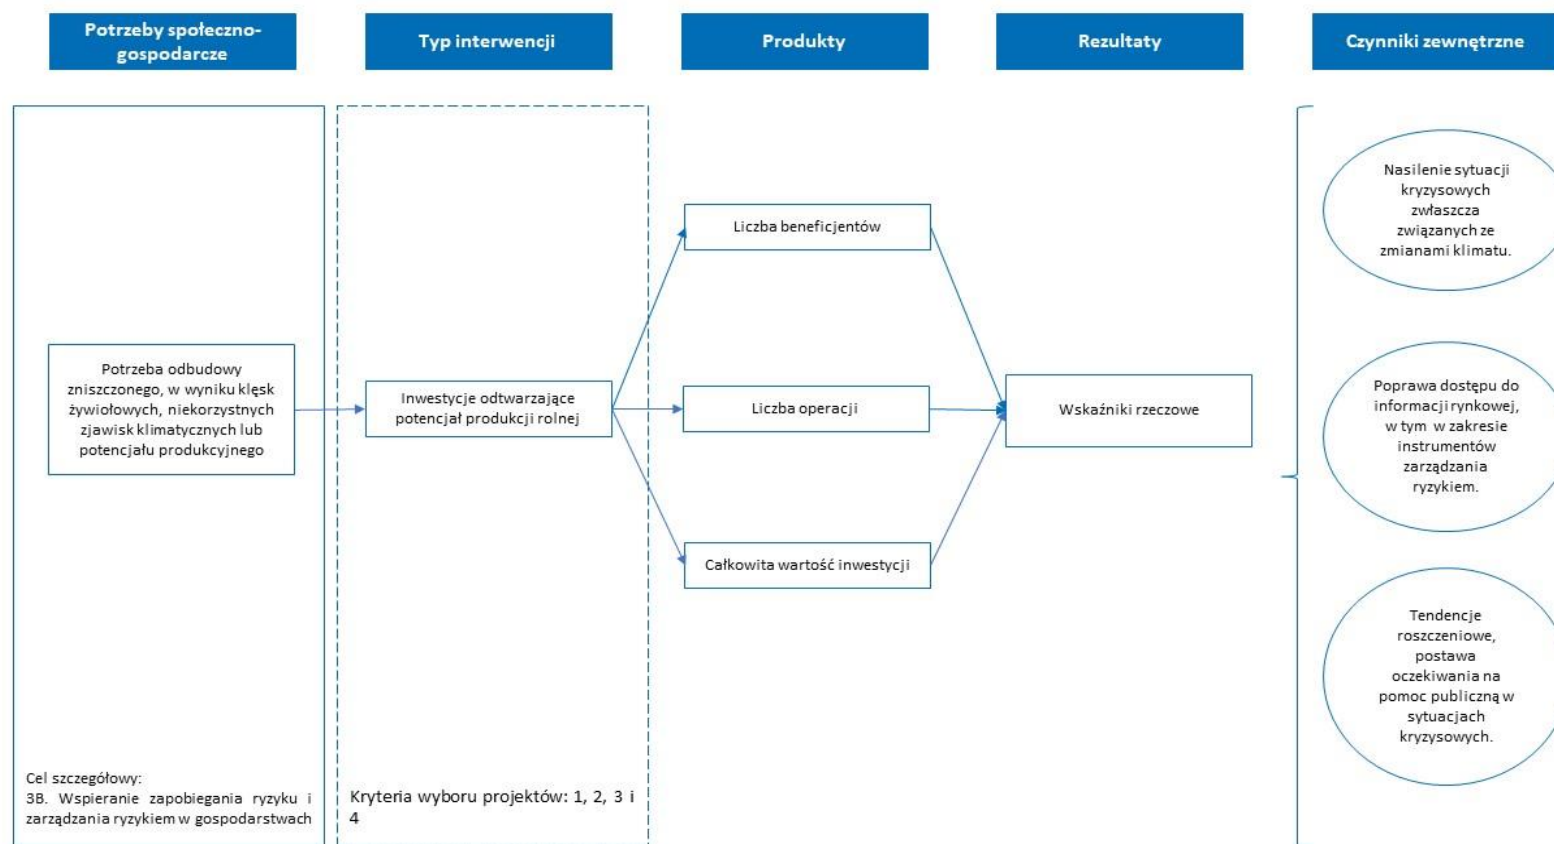 Potrzeby społeczno-
gospodarcze
Typ interwencji
Produkty
Rezultaty
Czynniki zewnętrzne
Potrzeba odbudowy
zniszczonego, w wyniku klęsk
żywiołowych, niekorzystnych
zjawisk klimatycznych lub
potencjału produkcyjnego
Cel szczegółowy:
3B. Wspieranie zapobiegania ryzyku i
zarządzania ryzykiem w gospodarstwach
Inwestycje odtwarzające
potencjał produkcji rolnej
Kryteria wyboru projektów: 1, 2, 3 i
4
Liczba beneficjentów
Liczba operacji
Całkowita wartość inwestycji
Wskaźniki rzeczowe
Nasilenie sytuacji
kryzysowych
zwłaszcza
związanych ze
zmianami klimatu.
Poprawa dostępu do
informacji rynkowej,
w tym w zakresie
instrumentów
zarządzania
ryzykiem.
Tendencje
roszczeniowe,
postawa
oczekiwania na
pomoc publiczną w
sytuacjach
kryzysowych.